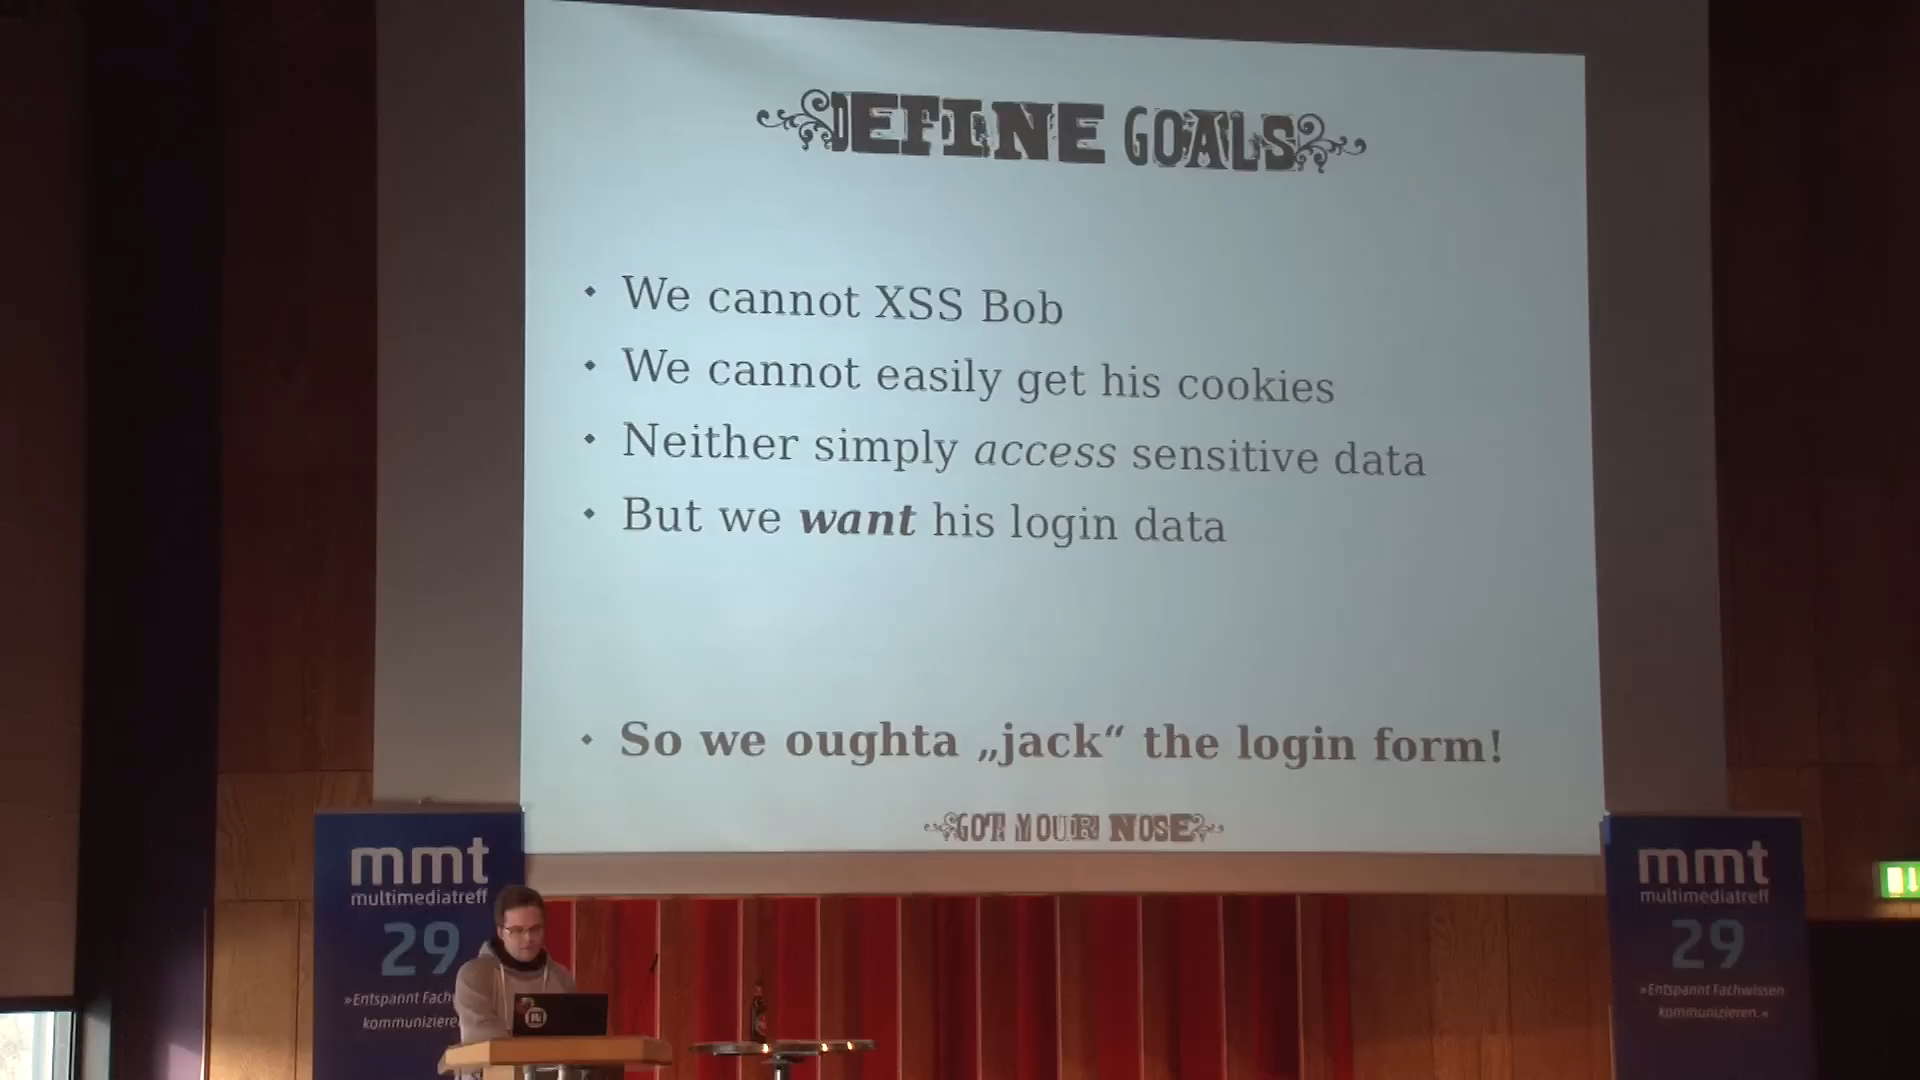 DEFINE GOALS
• We cannot XSS Bob
• We cannot easily get his cookies
• Neither simply access sensitive data
• But we want his login data
• So we oughta „jack“ the login form!
GOT YOUR NOSE
mmt
multimediatreff
29
»Entspannt Fach
kommuniziere
mmt
multimediatreff
29
»Entspannt Fachwissen
kommunizieren.«